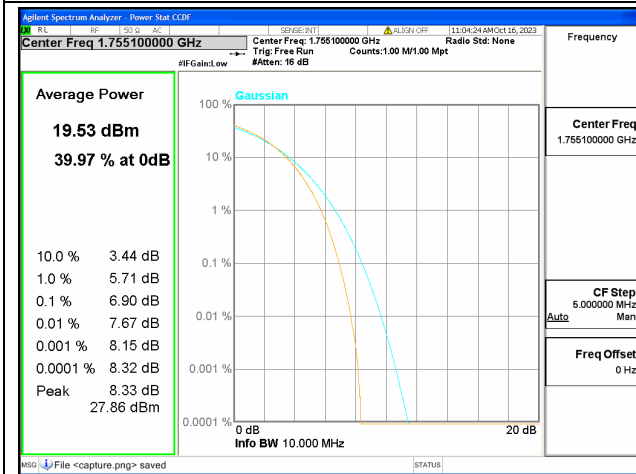 Agilent Spectrum Analyzer - Power Stat CCDF
RL RF 50 Ω AC SENSE:INT ALIGN OFF 11:04:24 AM Oct 16, 2023
Center Freq 1.755100000 GHz
Center Freq: 1.755100000 GHz Radio Std: None
Trig: Free Run Counts:1.00 M/1.00 Mpt
#IFGain:Low #Atten: 16 dB
Frequency
Average Power
19.53 dBm
39.97 % at 0dB
10.0 % 3.44 dB
1.0 % 5.71 dB
0.1 % 6.90 dB
0.01 % 7.67 dB
0.001 % 8.15 dB
0.0001 % 8.32 dB
Peak 8.33 dB
27.86 dBm
Gaussian
100 %
10 %
1 %
0.1 %
0.01 %
0.001 %
0.0001 %
0 dB 20 dB
Info BW 10.000 MHz
Center Freq
1.755100000 GHz
CF Step
5.000000 MHz
Auto Man
Freq Offset
0 Hz
MSG File <capture.png> saved STATUS